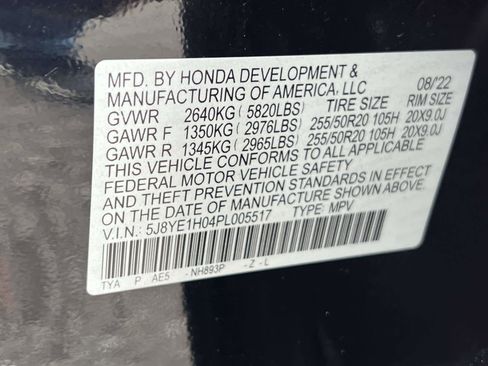 MFD. BY HONDA DEVELOPMENT & 08/'22
MANUFACTURING OF AMERICA, LLC
GVWR 2640KG ( 5820LBS) TIRE SIZE RIM SIZE
GAWR F 1350KG ( 2976LBS) 255/50R20 105H 20X9.0J
GAWR R 1345KG ( 2965LBS) 255/50R20 105H 20X9.0J
THIS VEHICLE CONFORMS TO ALL APPLICABLE
FEDERAL MOTOR VEHICLE SAFETY
AND THEFT PREVENTION STANDARDS IN EFFECT
ON THE DATE OF MANUFACTURE SHOWN ABOVE.
V.I.N.: 5J8YE1H04PL005517 TYPE: MPV
TYA P AE5 -NH893P -Z-L